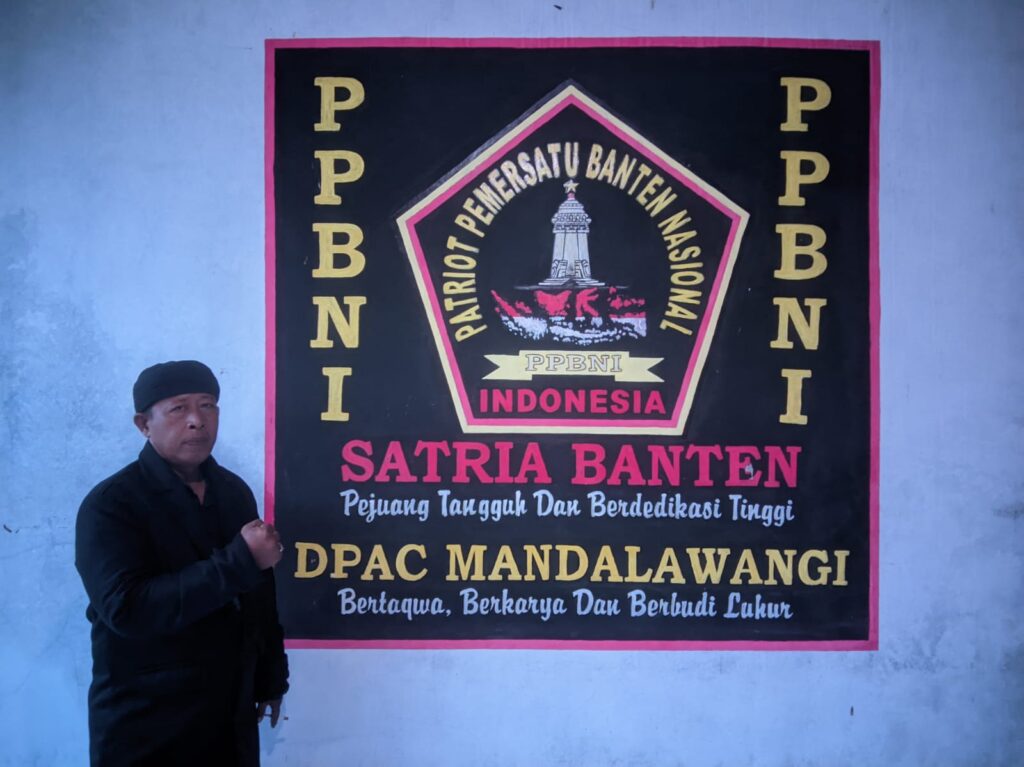 PPBNI
PPBNI
PATRIOT PEMERSATU BANTEN NASIONAL
PPBNI
INDONESIA
SATRIA BANTEN
Pejuang Tangguh Dan Berdedikasi Tinggi
DPAC MANDALAWANGI
Bertaqwa, Berkarya Dan Berbudi Luhur